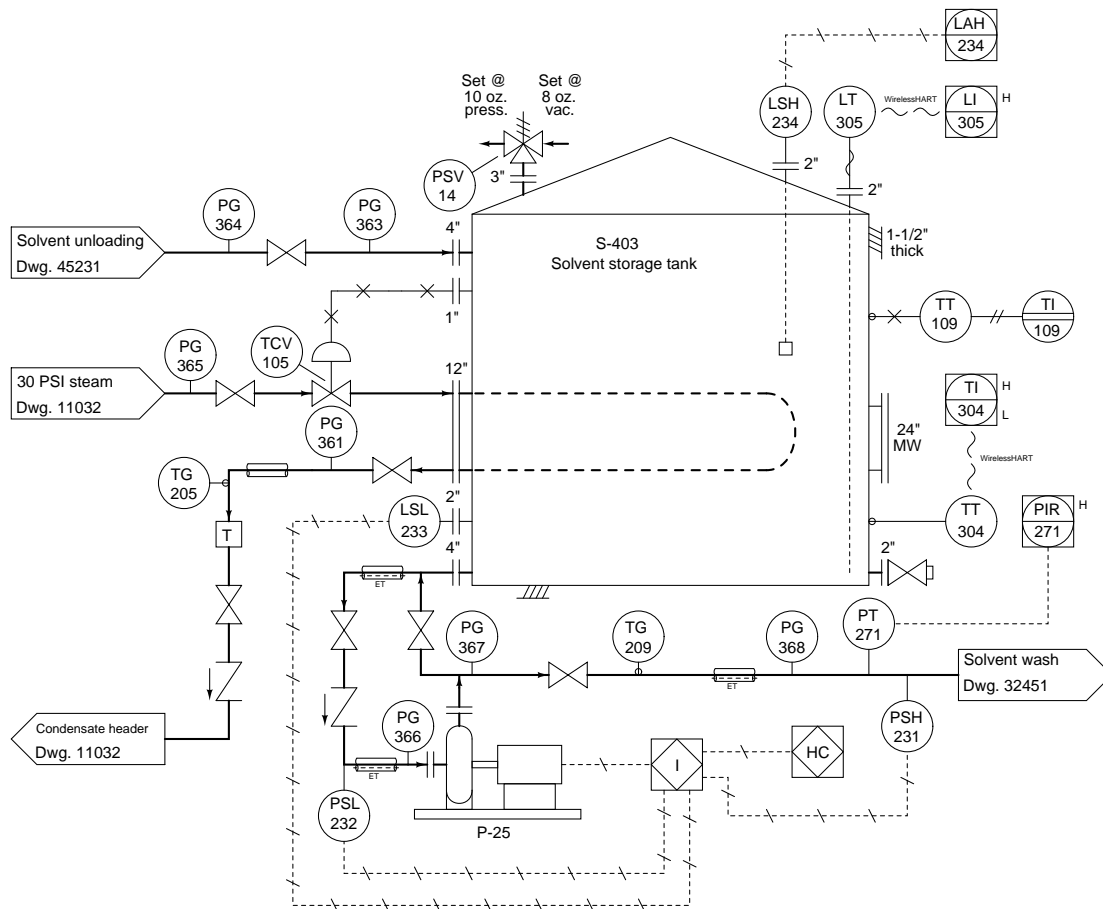 LAH
234
Set @
10 oz.
press.
Set @
8 oz.
vac.
LSH
234
LT
305
WirelessHART
LI
305
H
PSV
14
3"
2"
2"
PG
364
PG
363
4"
Solvent unloading
Dwg. 45231
S-403
Solvent storage tank
1-1/2"
thick
1"
TT
109
TI
109
PG
365
TCV
105
12"
30 PSI steam
Dwg. 11032
TI
304
H
L
PG
361
24"
MW
WirelessHART
TG
205
2"
LSL
233
TT
304
PIR
271
H
T
4"
2"
ET
PG
367
TG
209
PG
368
PT
271
ET
Solvent wash
Dwg. 32451
Condensate header
Dwg. 11032
PG
366
PSH
231
ET
I
HC
PSL
232
P-25